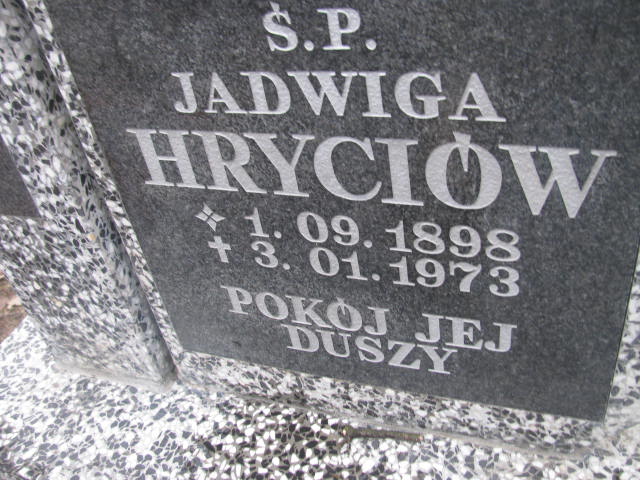 Ś.P.
JADWIGA
HRYCIÓW
1. 09. 1898
✝ 3. 01. 1973
POKÓJ JEJ
DUSZY